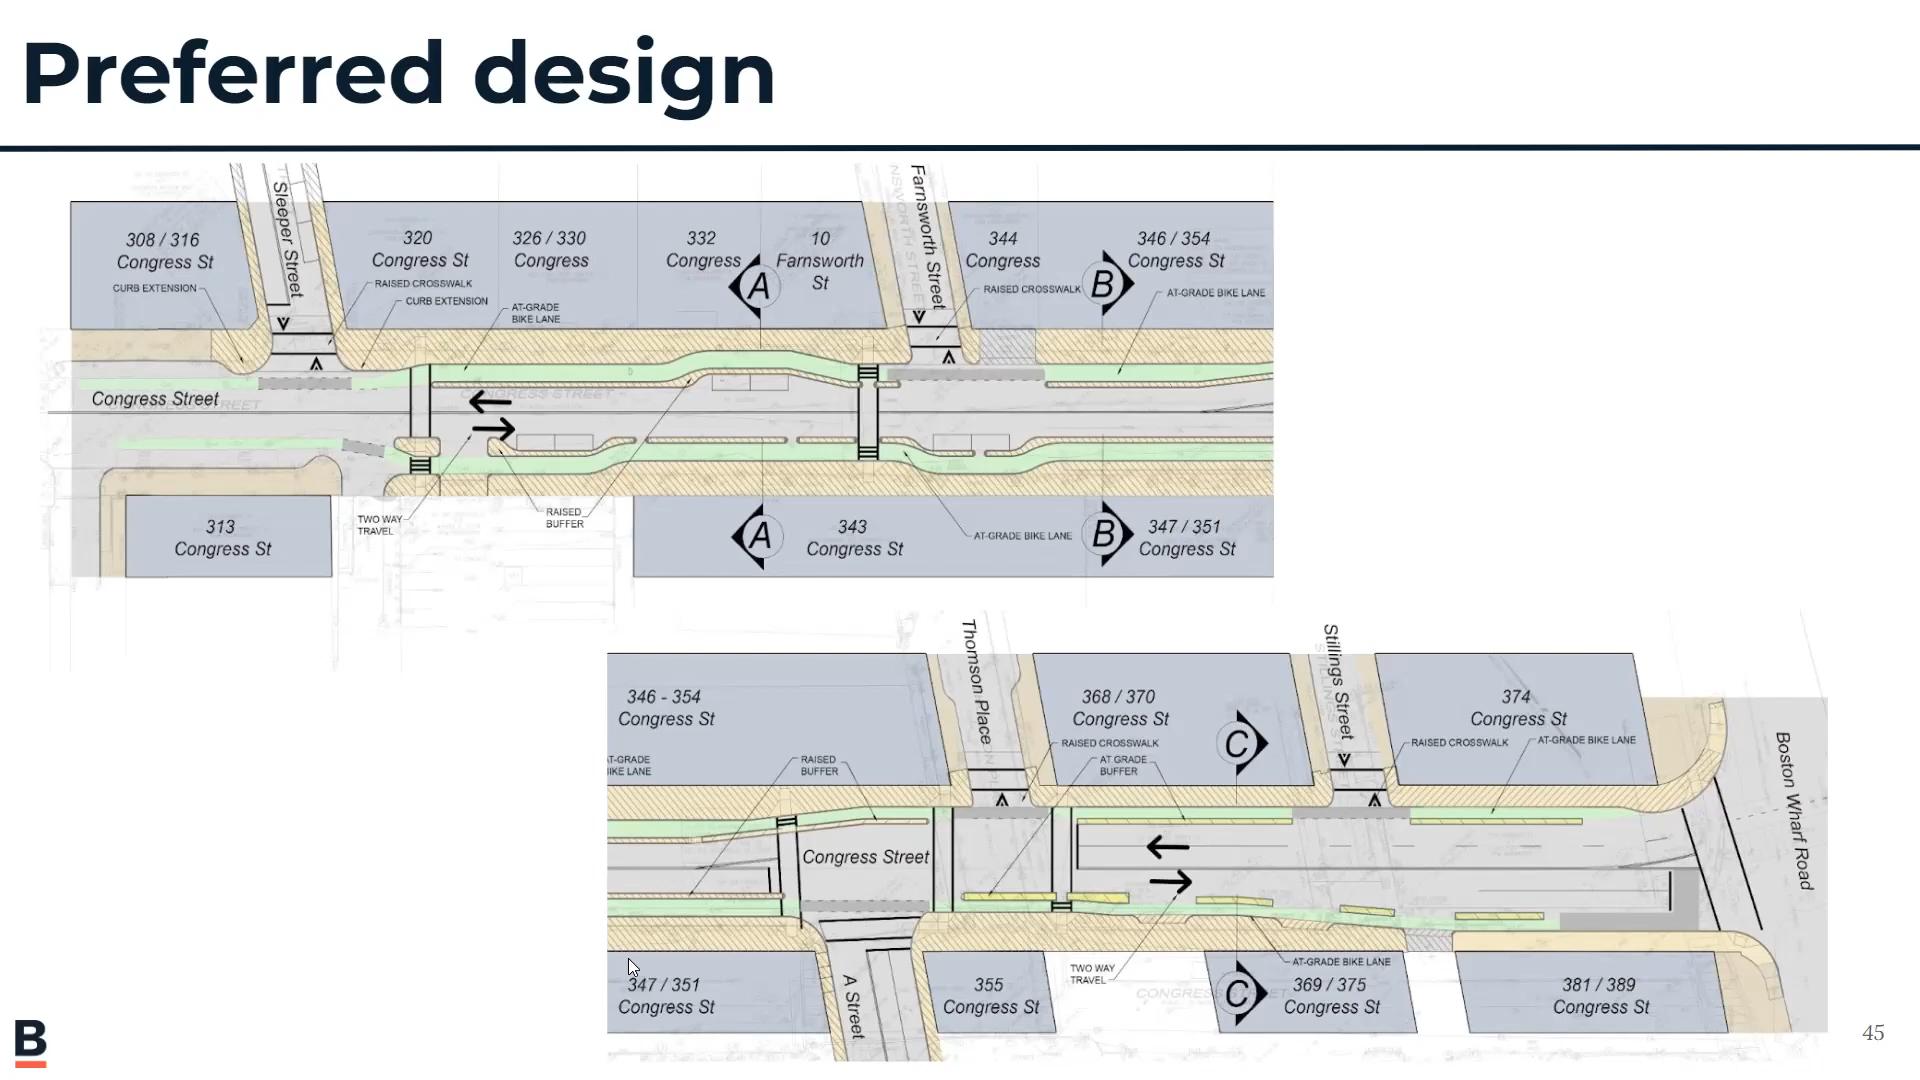 Preferred design
Sleeper Street
Farnsworth Street
308 / 316
Congress St
320
Congress St
326 / 330
Congress
332
Congress
10
Farnsworth
St
344
Congress
346 / 354
Congress St
A
B
CURB EXTENSION
RAISED CROSSWALK
CURB EXTENSION
AT-GRADE
BIKE LANE
RAISED CROSSWALK
AT-GRADE BIKE LANE
Congress Street
CONGRESS STREET
TWO WAY
TRAVEL
RAISED
BUFFER
AT-GRADE BIKE LANE
313
Congress St
A
343
Congress St
B
347 / 351
Congress St
Thomson Place
Stillings Street
346 - 354
Congress St
368 / 370
Congress St
C
374
Congress St
Boston Wharf Road
AT-GRADE
BIKE LANE
RAISED
BUFFER
RAISED CROSSWALK
AT GRADE
BUFFER
RAISED CROSSWALK
AT-GRADE BIKE LANE
Congress Street
TWO WAY
TRAVEL
AT-GRADE BIKE LANE
347 / 351
Congress St
A Street
355
Congress St
C
369 / 375
Congress St
381 / 389
Congress St
B
45